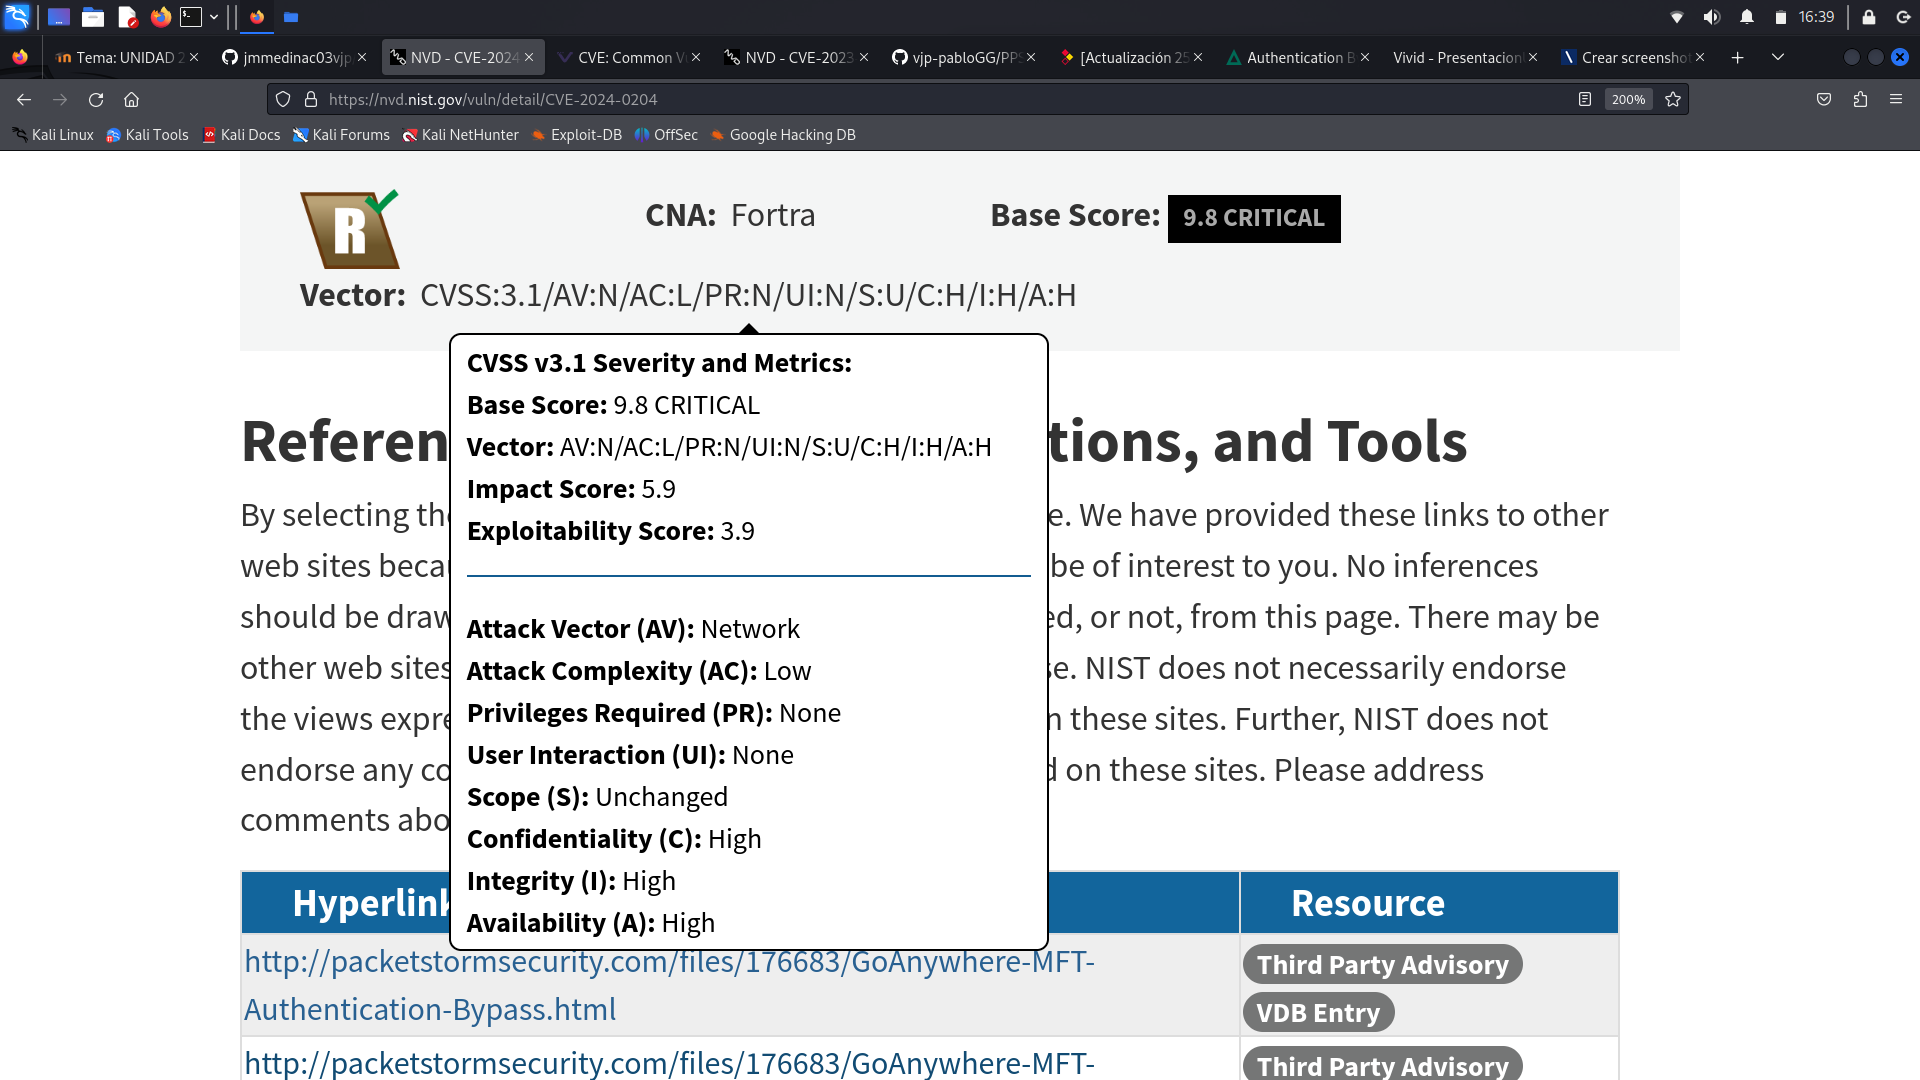 16:39
Tema: UNIDAD 2
jmmedinac03vjp
NVD - CVE-2024
CVE: Common V
NVD - CVE-2023
vjp-pabloGG/PPS
[Actualización 25
Authentication B
Vivid - Presentacion
Crear screenshot
https://nvd.nist.gov/vuln/detail/CVE-2024-0204
200%
Kali Linux
Kali Tools
Kali Docs
Kali Forums
Kali NetHunter
Exploit-DB
OffSec
Google Hacking DB
R
CNA: Fortra
Base Score: 9.8 CRITICAL
Vector: CVSS:3.1/AV:N/AC:L/PR:N/UI:N/S:U/C:H/I:H/A:H
CVSS v3.1 Severity and Metrics:
Base Score: 9.8 CRITICAL
Vector: AV:N/AC:L/PR:N/UI:N/S:U/C:H/I:H/A:H
Impact Score: 5.9
Exploitability Score: 3.9
Attack Vector (AV): Network
Attack Complexity (AC): Low
Privileges Required (PR): None
User Interaction (UI): None
Scope (S): Unchanged
Confidentiality (C): High
Integrity (I): High
Availability (A): High
Referen tions, and Tools
By selecting th e. We have provided these links to other
web sites beca be of interest to you. No inferences
should be draw ed, or not, from this page. There may be
other web sites se. NIST does not necessarily endorse
the views expre n these sites. Further, NIST does not
endorse any co d on these sites. Please address
comments abo
Hyperlink Resource
http://packetstormsecurity.com/files/176683/GoAnywhere-MFT-
Authentication-Bypass.html
Third Party Advisory
VDB Entry
http://packetstormsecurity.com/files/176683/GoAnywhere-MFT-
Third Party Advisory